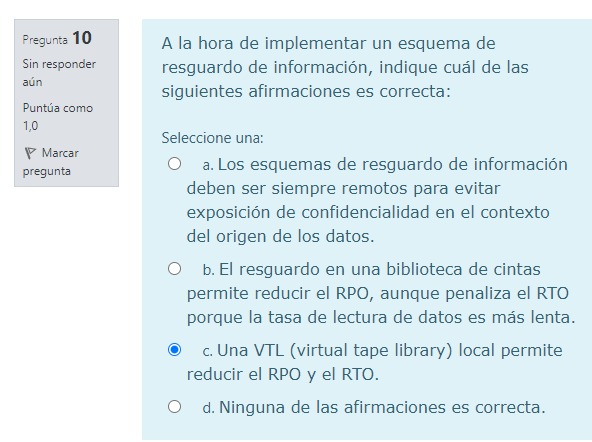 Pregunta 10
Sin responder
aún
Puntúa como
1,0
Marcar
pregunta
A la hora de implementar un esquema de
resguardo de información, indique cuál de las
siguientes afirmaciones es correcta:
Seleccione una:
a. Los esquemas de resguardo de información
deben ser siempre remotos para evitar
exposición de confidencialidad en el contexto
del origen de los datos.
b. El resguardo en una biblioteca de cintas
permite reducir el RPO, aunque penaliza el RTO
porque la tasa de lectura de datos es más lenta.
c. Una VTL (virtual tape library) local permite
reducir el RPO y el RTO.
d. Ninguna de las afirmaciones es correcta.